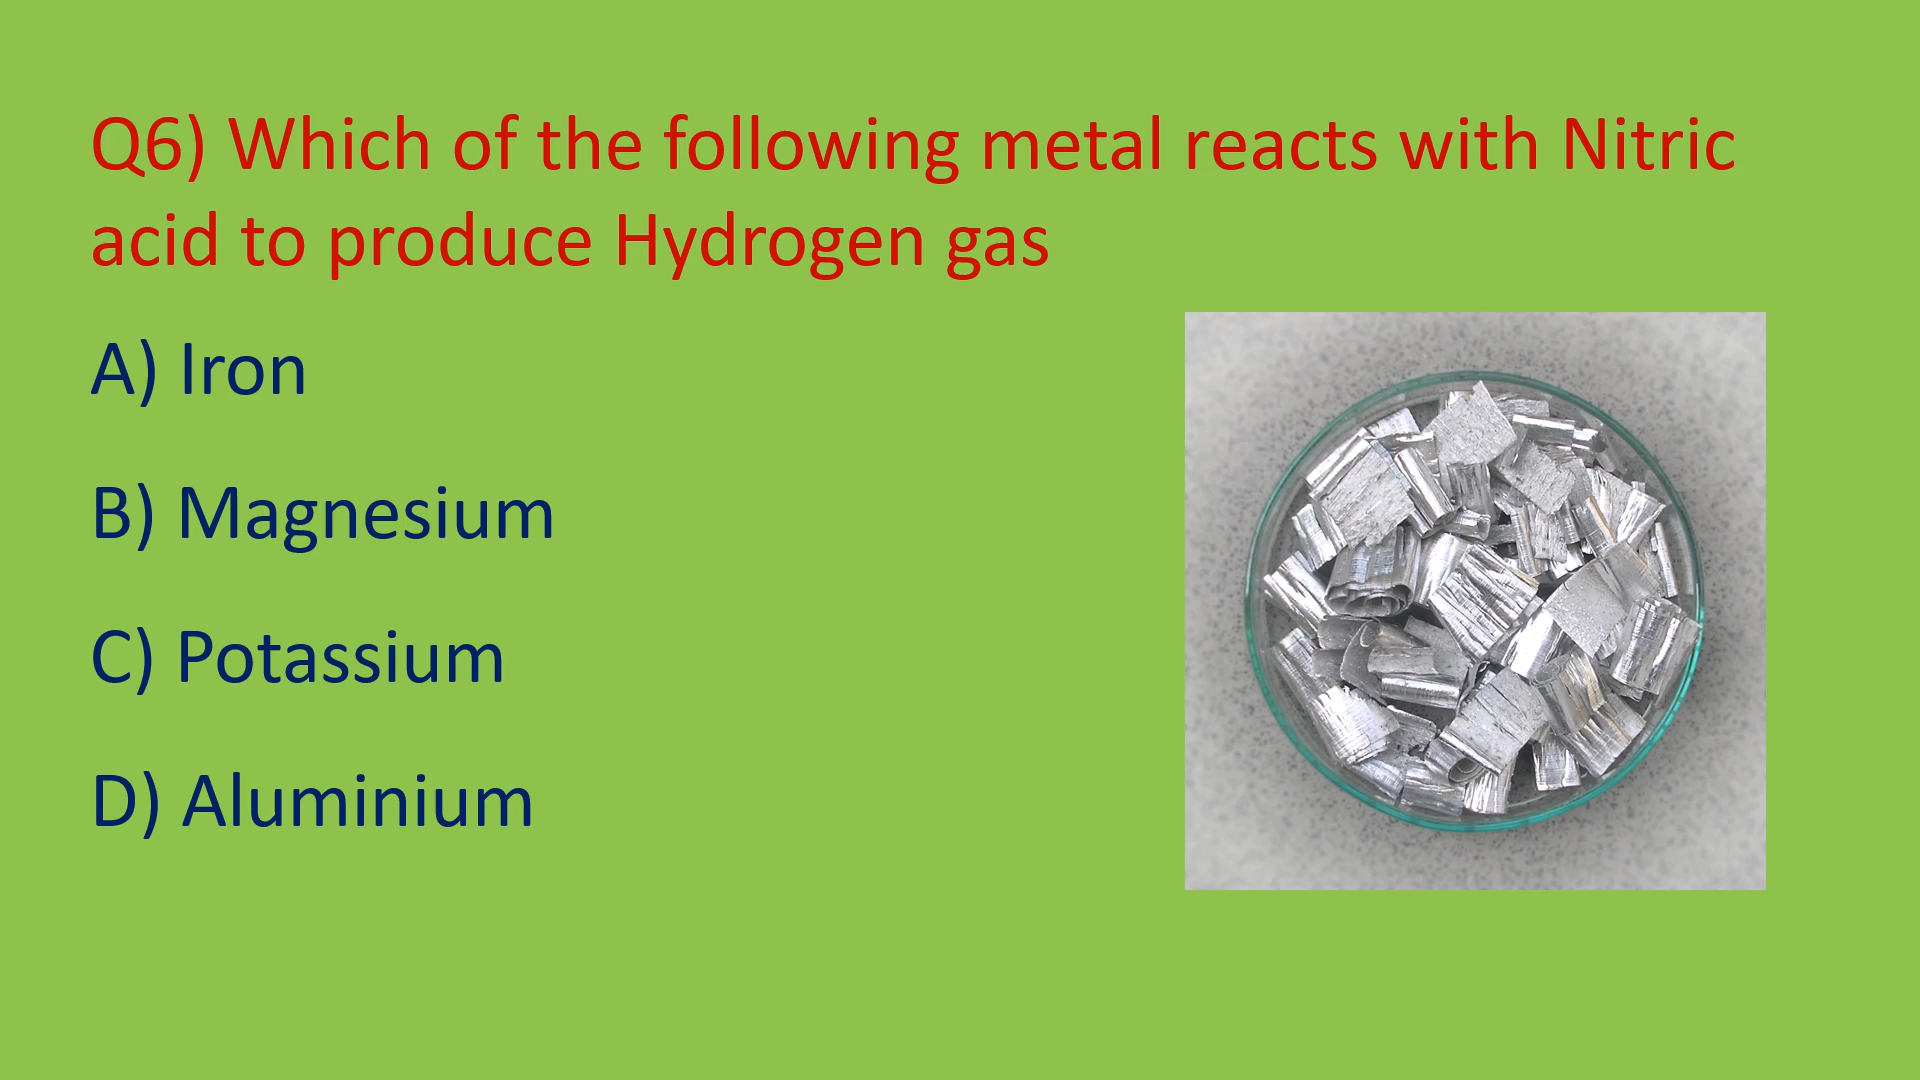 Q6) Which of the following metal reacts with Nitric
acid to produce Hydrogen gas
A) Iron
B) Magnesium
C) Potassium
D) Aluminium